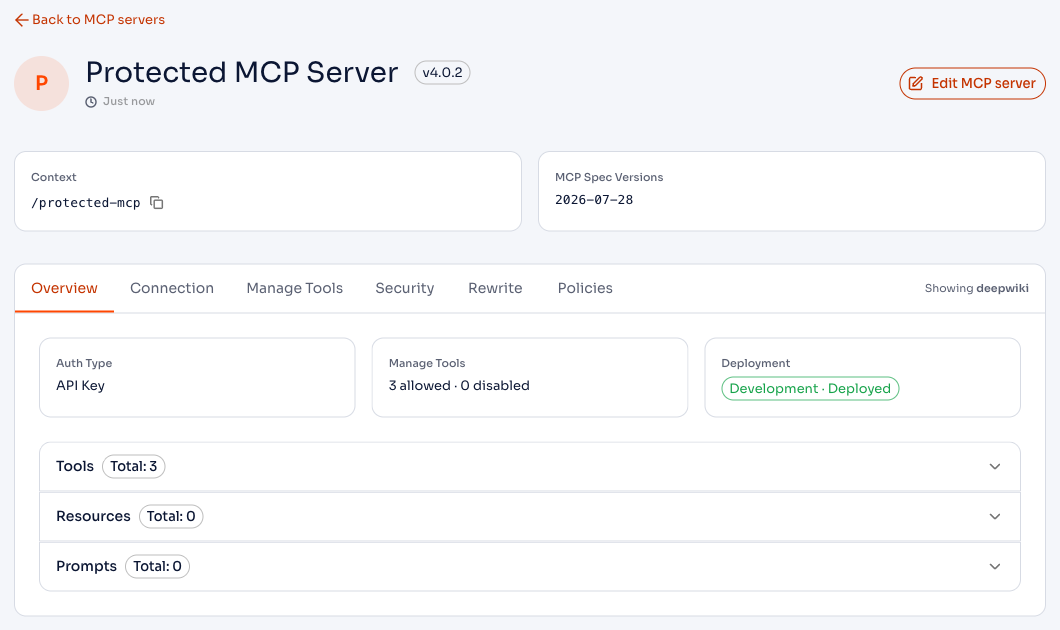 Back to MCP servers
P
Protected MCP Server v4.0.2
Just now
Edit MCP server
Context
/protected-mcp
MCP Spec Versions
2026-07-28
Overview Connection Manage Tools Security Rewrite Policies Showing deepwiki
Auth Type
API Key
Manage Tools
3 allowed · 0 disabled
Deployment
Development · Deployed
Tools Total: 3
Resources Total: 0
Prompts Total: 0